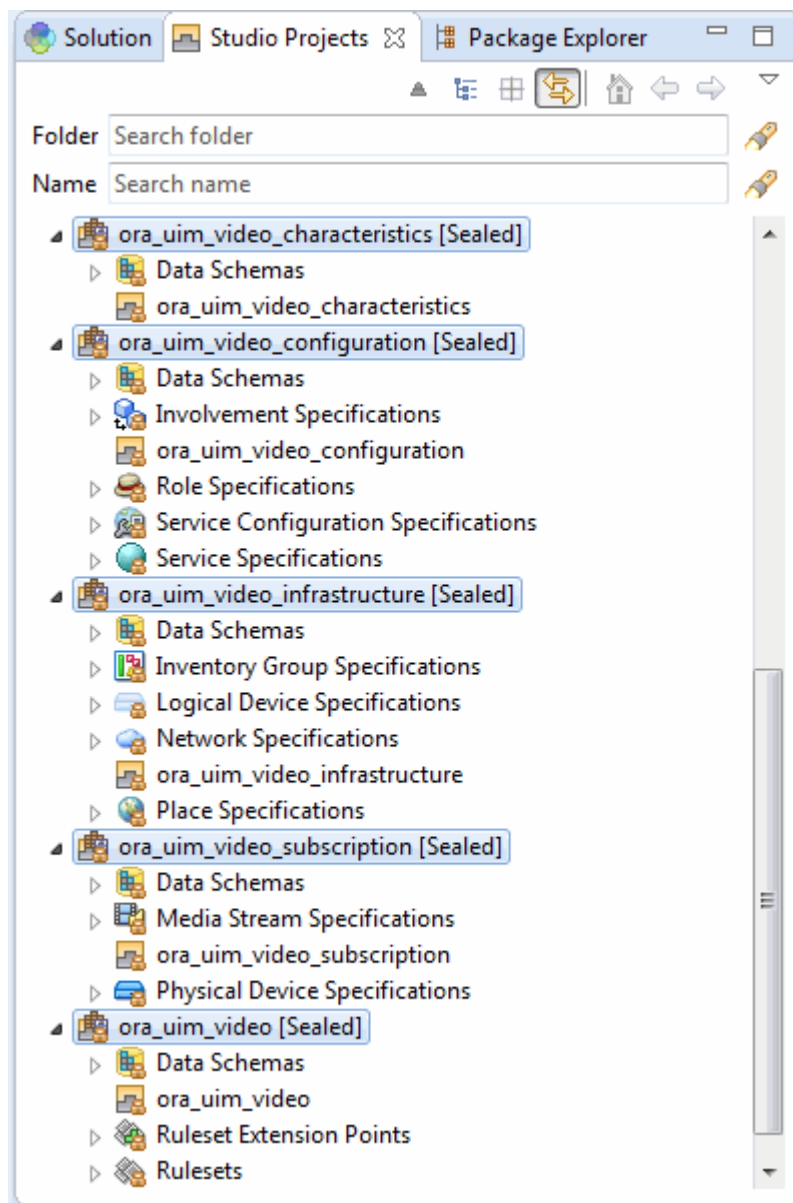 Solution Studio Projects Package Explorer
Folder Search folder
Name Search name
ora_uim_video_characteristics [Sealed]
Data Schemas
ora_uim_video_characteristics
ora_uim_video_configuration [Sealed]
Data Schemas
Involvement Specifications
ora_uim_video_configuration
Role Specifications
Service Configuration Specifications
Service Specifications
ora_uim_video_infrastructure [Sealed]
Data Schemas
Inventory Group Specifications
Logical Device Specifications
Network Specifications
ora_uim_video_infrastructure
Place Specifications
ora_uim_video_subscription [Sealed]
Data Schemas
Media Stream Specifications
ora_uim_video_subscription
Physical Device Specifications
ora_uim_video [Sealed]
Data Schemas
ora_uim_video
Ruleset Extension Points
Rulesets